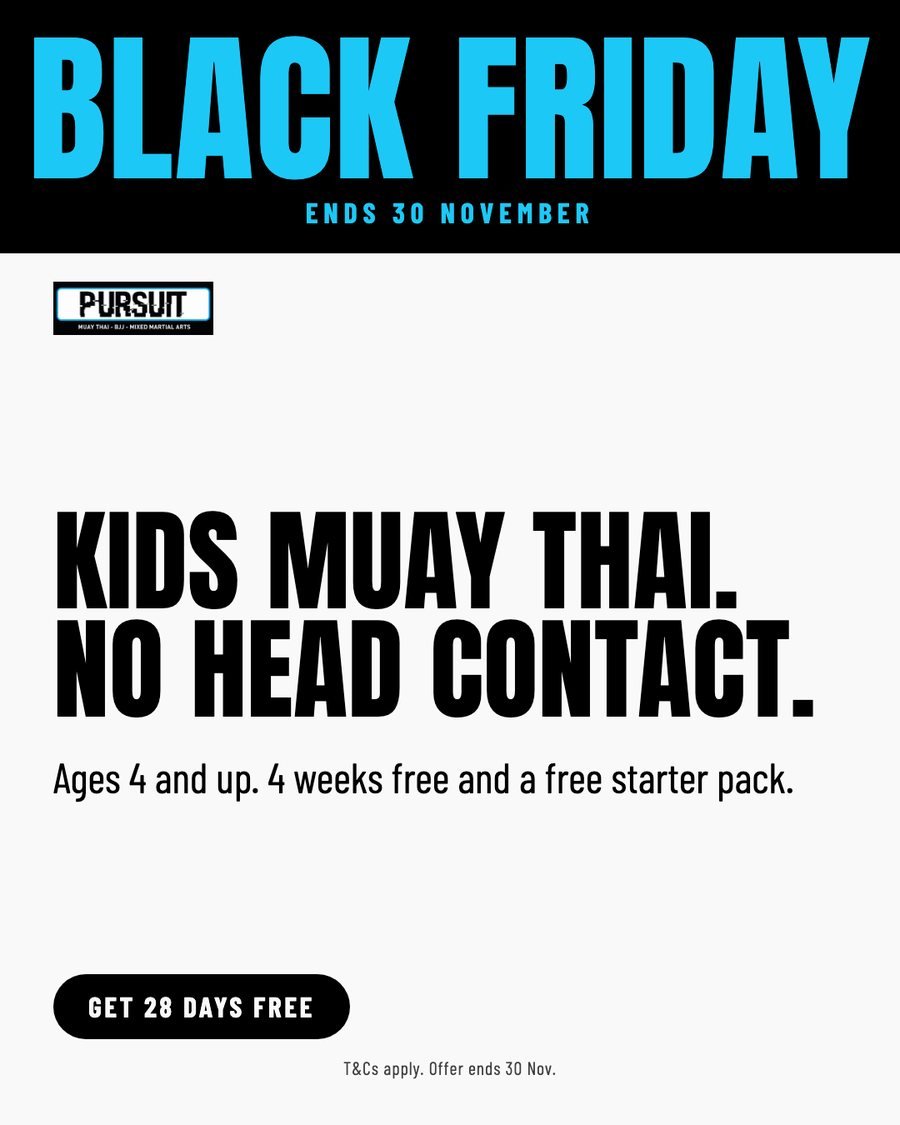 BLACK FRIDAY
ENDS 30 NOVEMBER
PURSUIT
MUAY THAI - BJJ - MIXED MARTIAL ARTS
KIDS MUAY THAI.
NO HEAD CONTACT.
Ages 4 and up. 4 weeks free and a free starter pack.
GET 28 DAYS FREE
T&Cs apply. Offer ends 30 Nov.